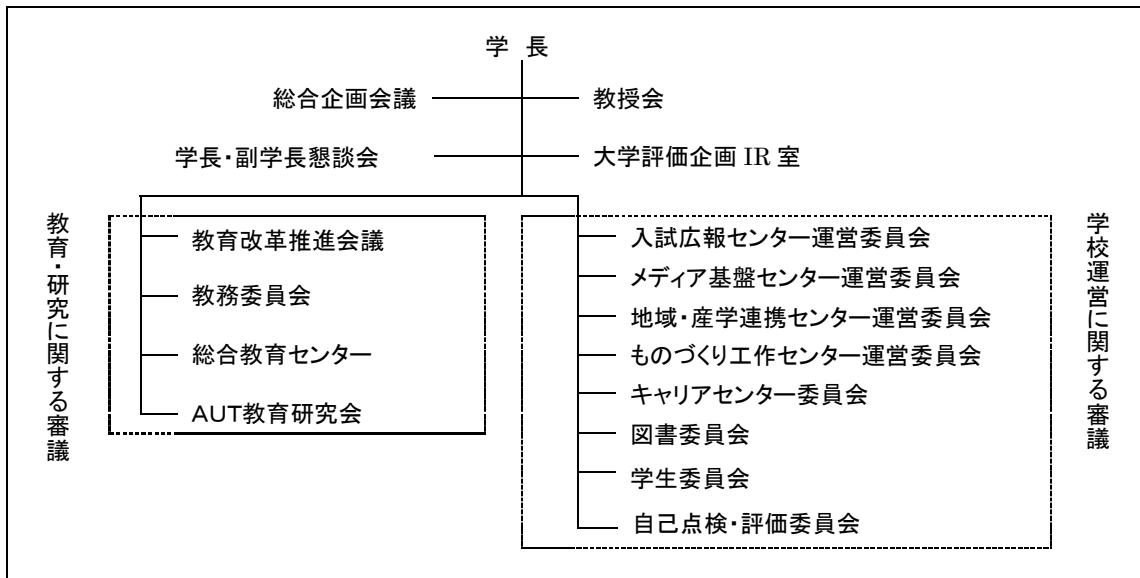 学 長
総合企画会議
教授会
学長・副学長懇談会
大学評価企画 IR 室
教育・研究に関する審議
教育改革推進会議
教務委員会
総合教育センター
AUT教育研究会
入試広報センター運営委員会
メディア基盤センター運営委員会
地域・産学連携センター運営委員会
ものづくり工作センター運営委員会
キャリアセンター委員会
図書委員会
学生委員会
自己点検・評価委員会
学校運営に関する審議